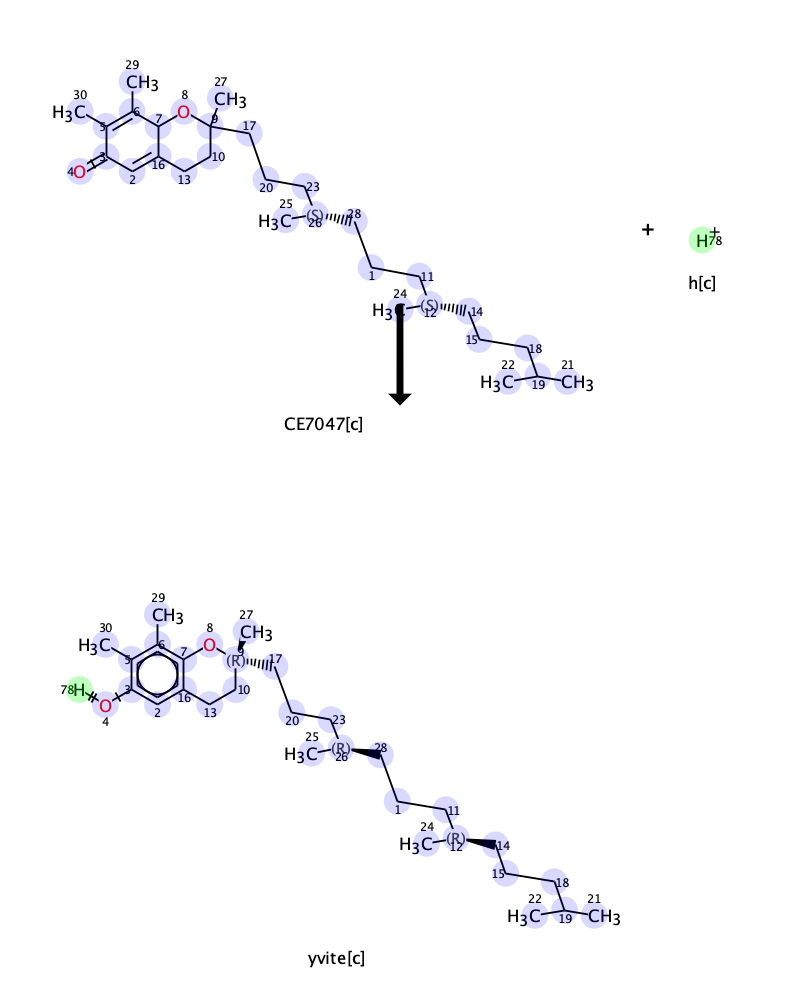 29
30
CH3
27
8
H3C
6
CH3
5
7
O
9
17
3
16
10
4
O
2
13
20
23
25
28
H3C
(S)
26
+
H+
78
1
11
h[c]
24
H3C
(S)
12
14
15
18
22
21
H3C
19
CH3
CE7047[c]
29
CH3
30
27
8
H3C
6
CH3
5
7
O
9
(R)
17
78
H
3
16
10
O
4
2
13
20
23
25
28
H3C
(R)
26
1
11
24
H3C
(R)
12
14
15
18
22
21
H3C
19
CH3
yvite[c]